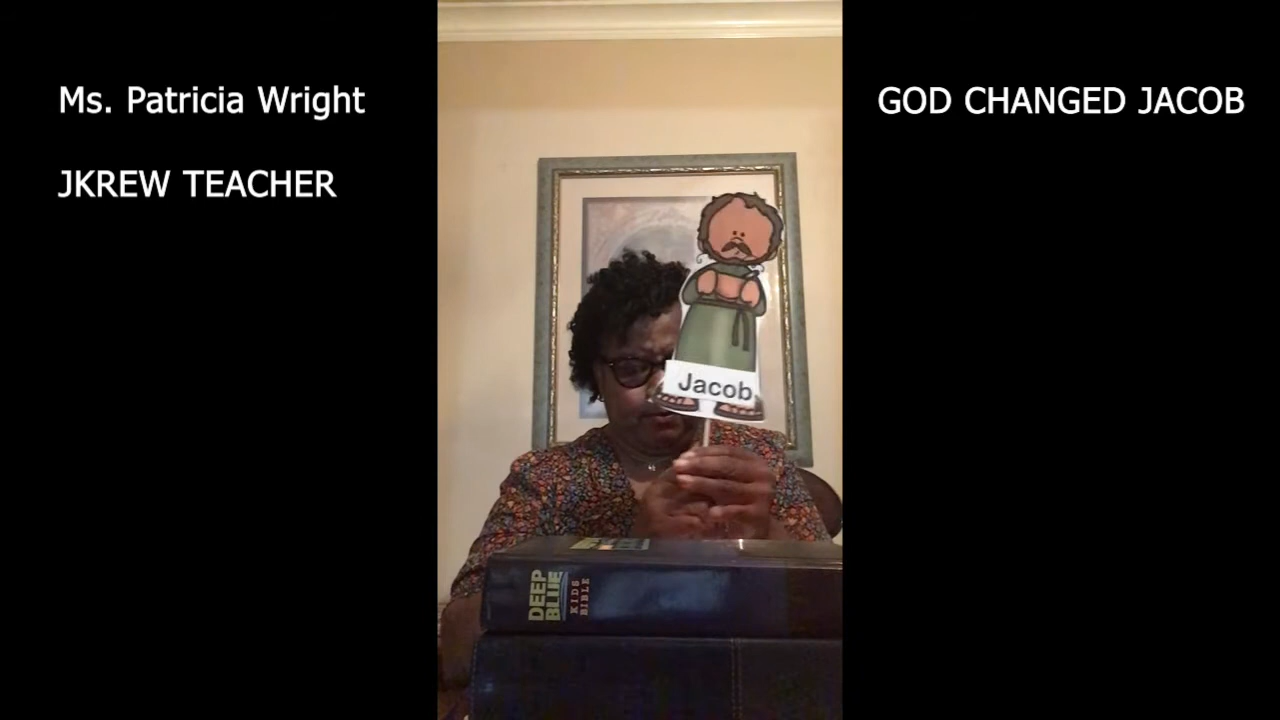 Ms. Patricia Wright
JKREW TEACHER
GOD CHANGED JACOB
Jacob
DEEP
BLUE
KIDS
BIBLE